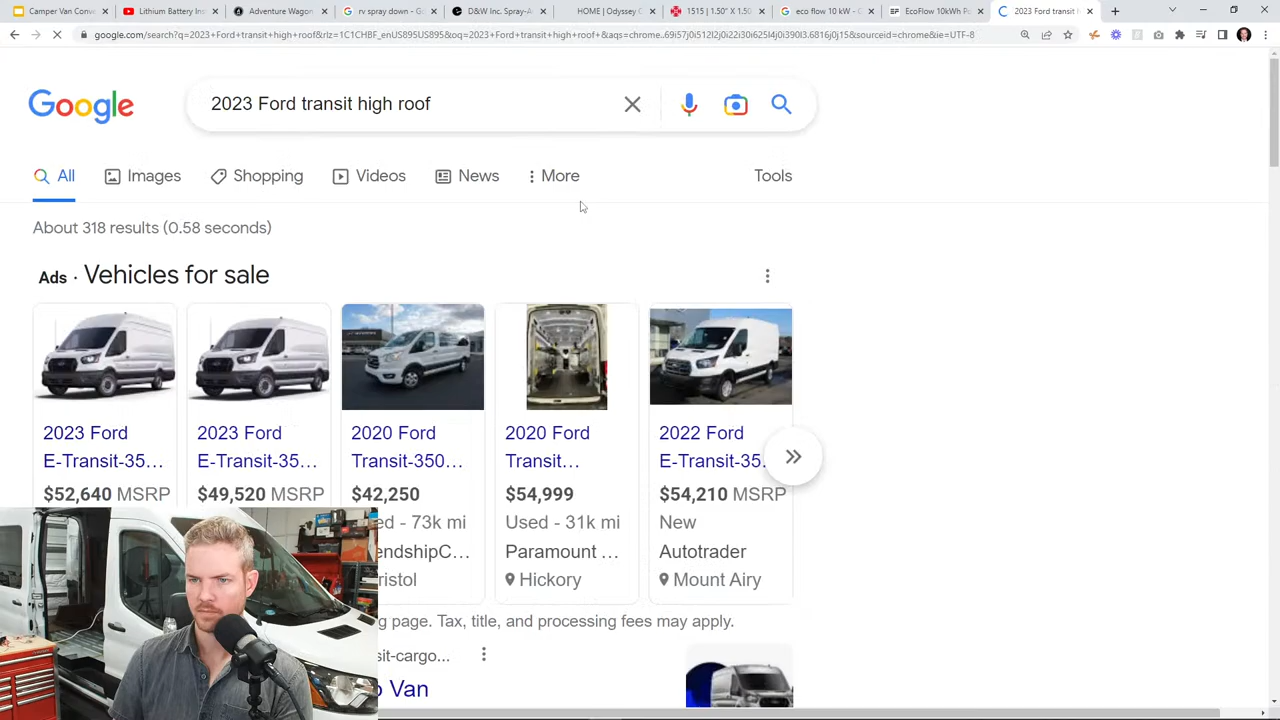 Camper Van Conve
Lithium Battery Inc
Adventure Wagon
rv spray down - Go
D&W Inc. Spray-A
HOME | Odyssey C
1515 | 1.50" X 1.50
eco flow 10 kW - G
EcoFlow 10kWh Po
2023 Ford transit h
google.com/search?q=2023+Ford+transit+high+roof&rlz=1C1CHBF_enUS895US895&oq=2023+Ford+transit+high+roof+&aqs=chrome..69i57j0i512l2j0i22i30i625l4j0i390l3.6816j0j15&sourceid=chrome&ie=UTF-8
Google
2023 Ford transit high roof
All
Images
Shopping
Videos
News
More
Tools
About 318 results (0.58 seconds)
Ads · Vehicles for sale
2023 Ford
E-Transit-35...
$52,640 MSRP
2023 Ford
E-Transit-35...
$49,520 MSRP
2020 Ford
Transit-350...
$42,250
ed - 73k mi
endshipC...
ristol
2020 Ford
Transit...
$54,999
Used - 31k mi
Paramount ...
Hickory
2022 Ford
E-Transit-35.
$54,210 MSRP
New
Autotrader
Mount Airy
g page. Tax, title, and processing fees may apply.
sit-cargo...
o Van